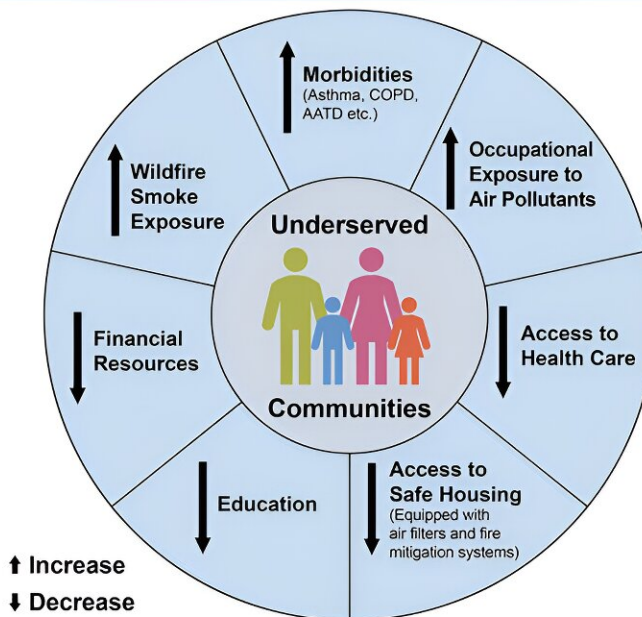 Morbidities
(Asthma, COPD,
AATD etc.)
Occupational
Exposure to
Air Pollutants
Access to
Health Care
Access to
Safe Housing
(Equipped with
air filters and fire
mitigation systems)
Education
Financial
Resources
Wildfire
Smoke
Exposure
Underserved
Communities
⬆ Increase
⬇ Decrease